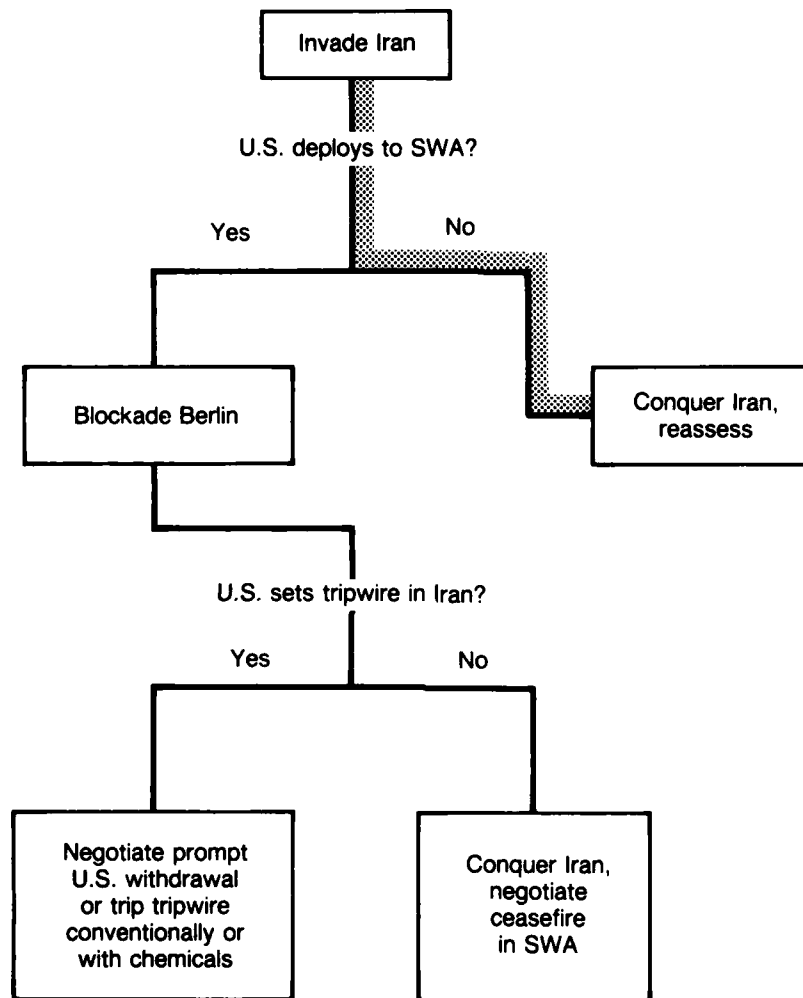 Invade Iran
U.S. deploys to SWA?
Yes
No
Blockade Berlin
Conquer Iran,
reassess
U.S. sets tripwire in Iran?
Yes
No
Negotiate prompt
U.S. withdrawal
or trip tripwire
conventionally or
with chemicals
Conquer Iran,
negotiate
ceasefire
in SWA